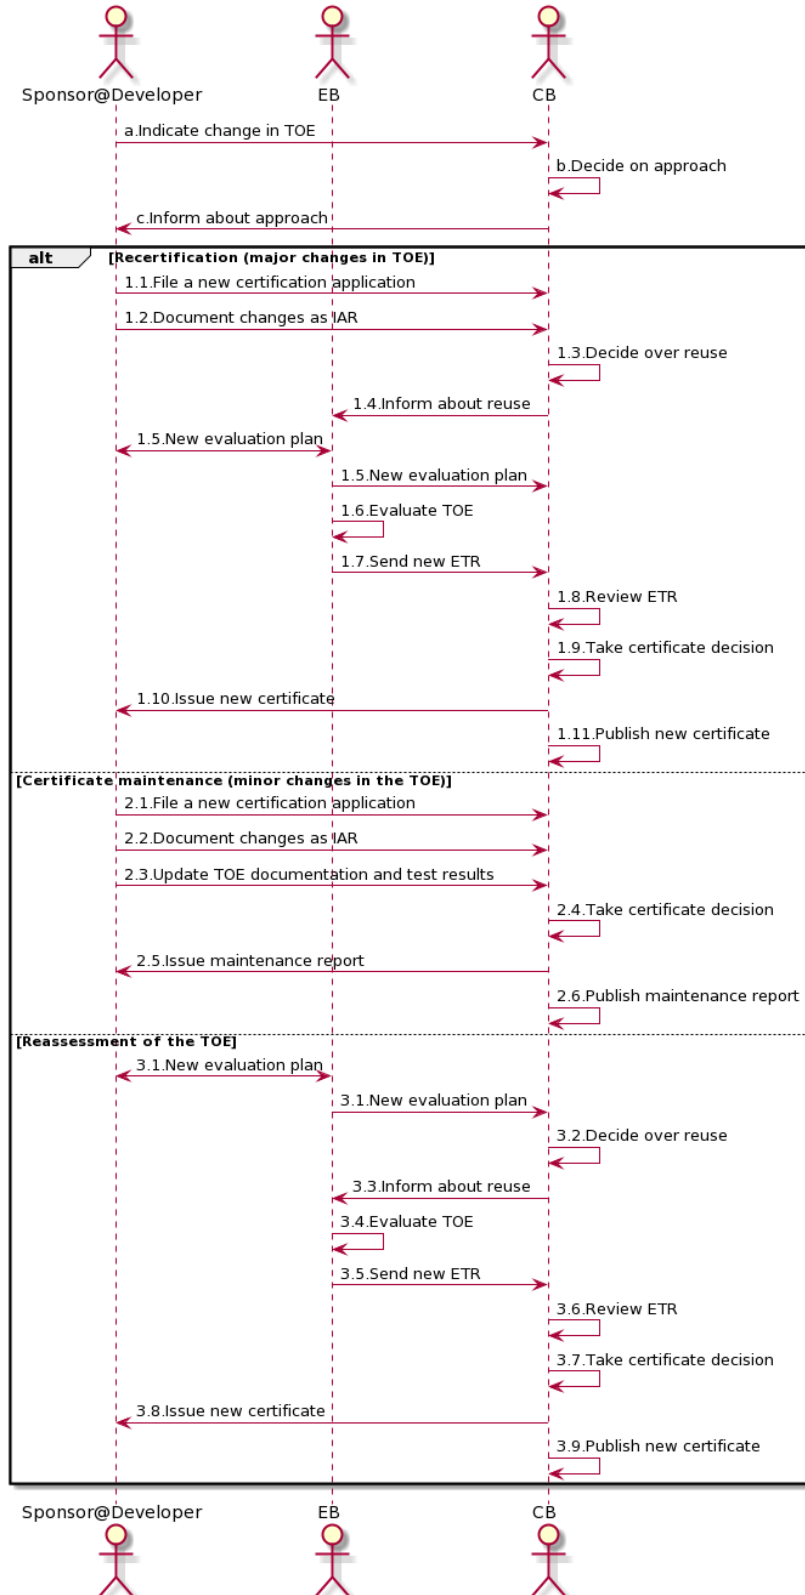 Sponsor@Developer EB CB
a.Indicate change in TOE
b.Decide on approach
c.Inform about approach
alt [Recertification (major changes in TOE)]
1.1.File a new certification application
1.2.Document changes as IAR
1.3.Decide over reuse
1.4.Inform about reuse
1.5.New evaluation plan
1.5.New evaluation plan
1.6.Evaluate TOE
1.7.Send new ETR
1.8.Review ETR
1.9.Take certificate decision
1.10.Issue new certificate
1.11.Publish new certificate
[Certificate maintenance (minor changes in the TOE)]
2.1.File a new certification application
2.2.Document changes as IAR
2.3.Update TOE documentation and test results
2.4.Take certificate decision
2.5.Issue maintenance report
2.6.Publish maintenance report
[Reassessment of the TOE]
3.1.New evaluation plan
3.1.New evaluation plan
3.2.Decide over reuse
3.3.Inform about reuse
3.4.Evaluate TOE
3.5.Send new ETR
3.6.Review ETR
3.7.Take certificate decision
3.8.Issue new certificate
3.9.Publish new certificate
Sponsor@Developer EB CB